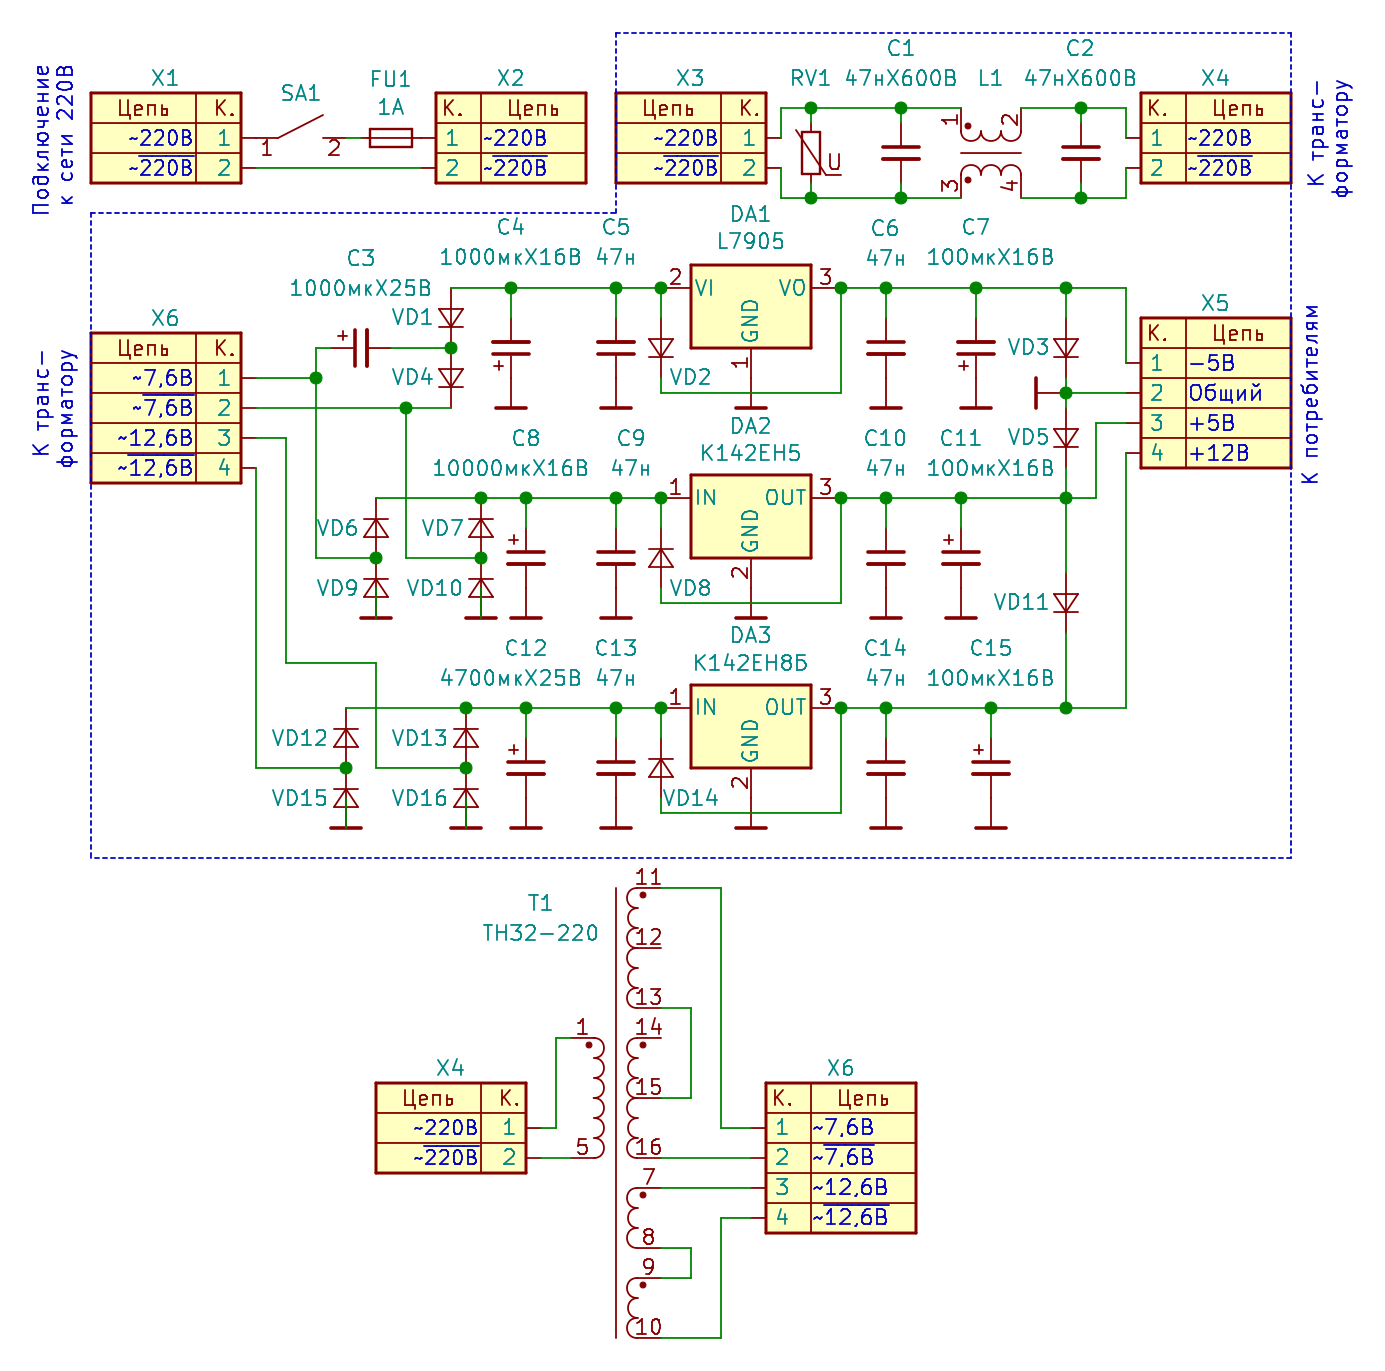 Подключение
к сети 220В
X1
Цепь К.
~220В 1
~220В 2
SA1
1 2
FU1
1А
X2
К. Цепь
1 ~220В
2 ~220В
X3
Цепь К.
~220В 1
~220В 2
RV1
U
C1
47нХ600В
L1
1 2
3 4
C2
47нХ600В
X4
К. Цепь
1 ~220В
2 ~220В
К транс–
форматору
К транс–
форматору
X6
Цепь К.
~7,6В 1
~7,6В 2
~12,6В 3
~12,6В 4
C3
1000мкХ25В
+
VD1
VD4
C4
1000мкХ16В
+
C5
47н
VD2
DA1
L7905
2 VI VO 3
GND
1
C6
47н
C7
100мкХ16В
+
VD3
VD5
X5
К. Цепь
1 –5В
2 Общий
3 +5В
4 +12В
К потребителям
VD6
VD7
VD9
VD10
C8
10000мкХ16В
+
C9
47н
VD8
DA2
К142ЕН5
1 IN OUT 3
GND
2
C10
47н
C11
100мкХ16В
+
VD11
VD12
VD13
VD15
VD16
C12
4700мкХ25В
+
C13
47н
VD14
DA3
К142ЕН8Б
1 IN OUT 3
GND
2
C14
47н
C15
100мкХ16В
+
T1
ТН32–220
11
12
13
14
15
16
7
8
9
10
1
5
X4
Цепь К.
~220В 1
~220В 2
X6
К. Цепь
1 ~7,6В
2 ~7,6В
3 ~12,6В
4 ~12,6В